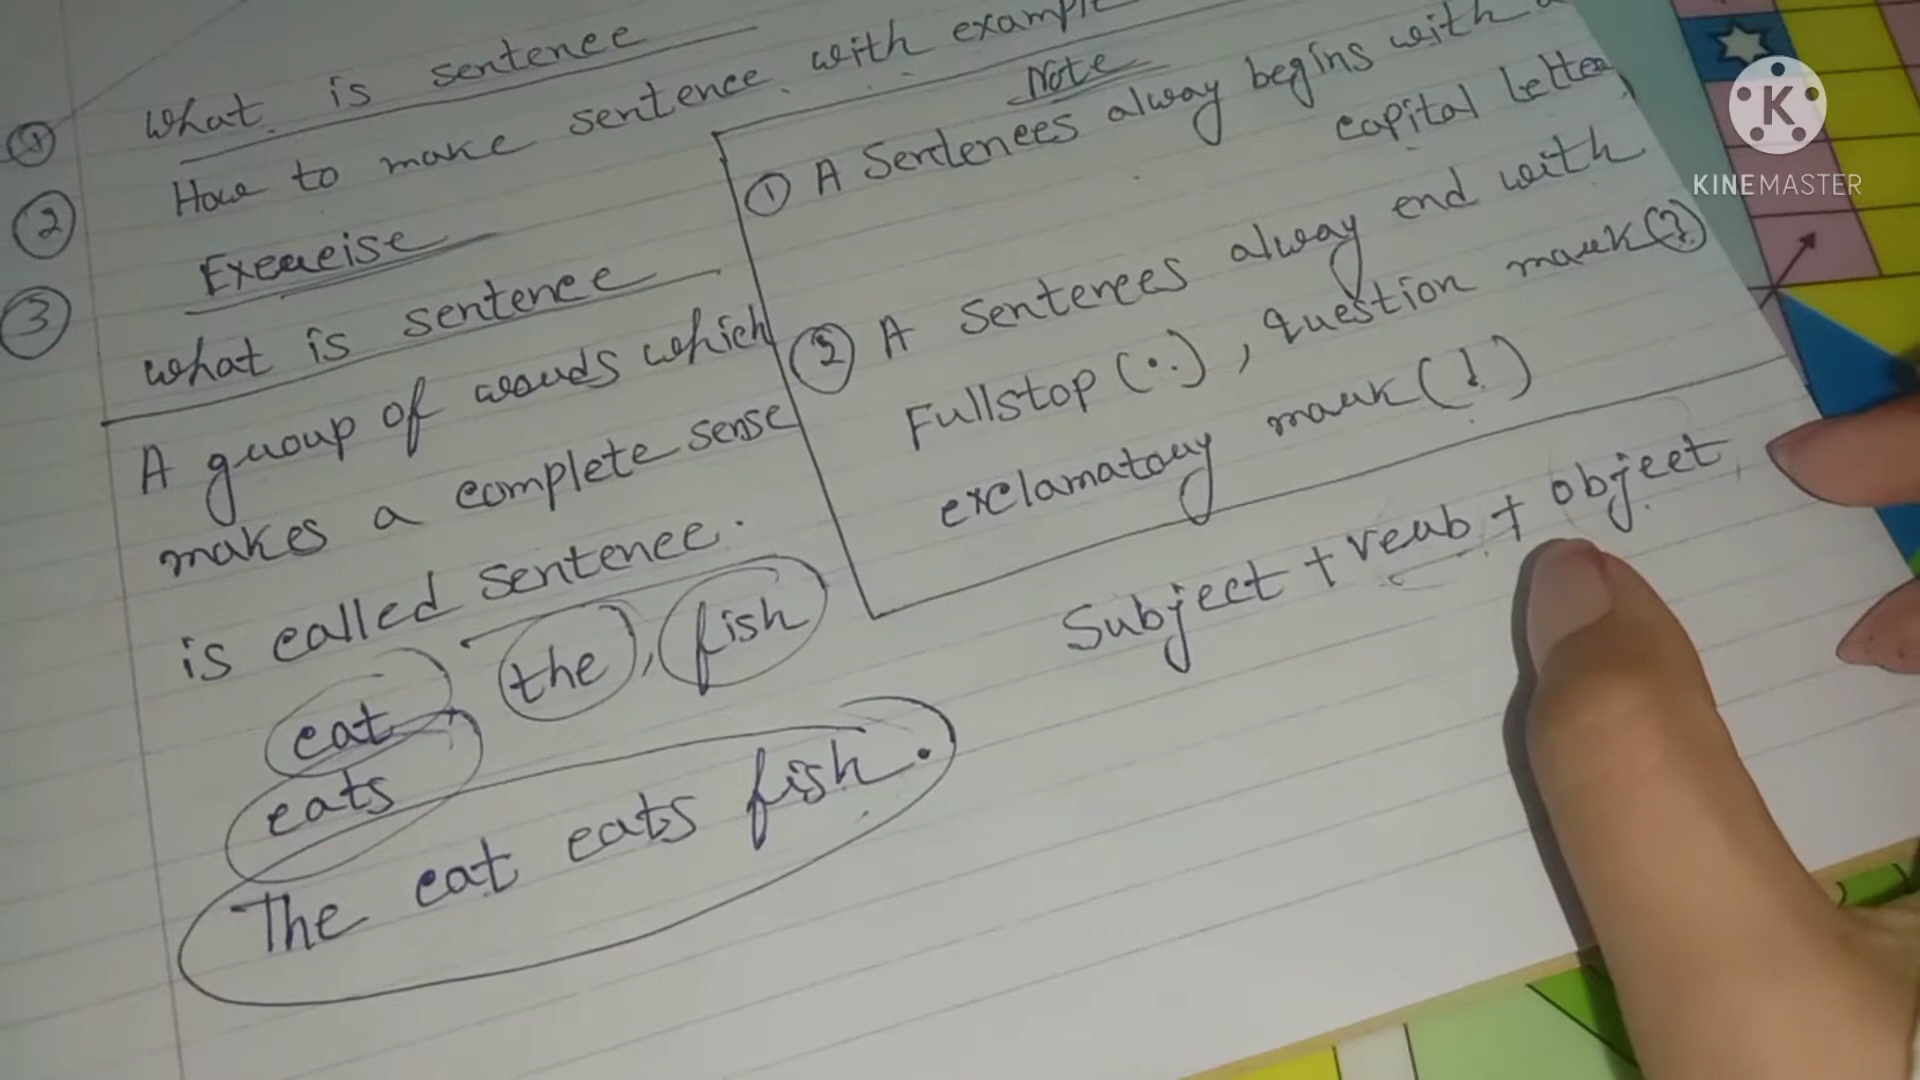 ① What is sentence
② How to make sentence with example
③ Exercise
What is sentence
A group of words which
makes a complete sense
is called sentence.
cat, the, fish
eats
The cat eats fish.
Note
① A Sentences alway begins with a
capital letter,
② A Sentences alway end with
Fullstop (.), question mark (?)
exclamatory mark (!)
Subject + verb + object
K
KINEMASTER